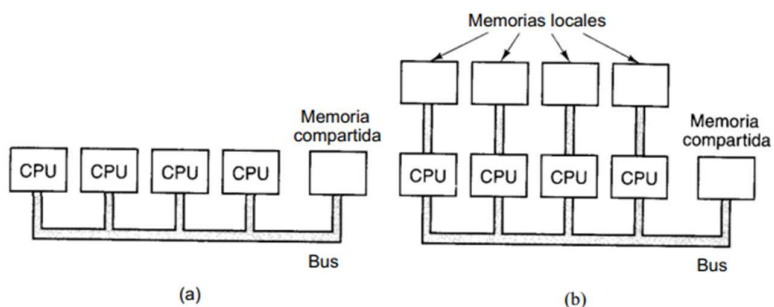 Memorias locales
Memoria
compartida
CPU CPU CPU CPU
Bus
(a)
Memoria
compartida
CPU CPU CPU CPU
Bus
(b)